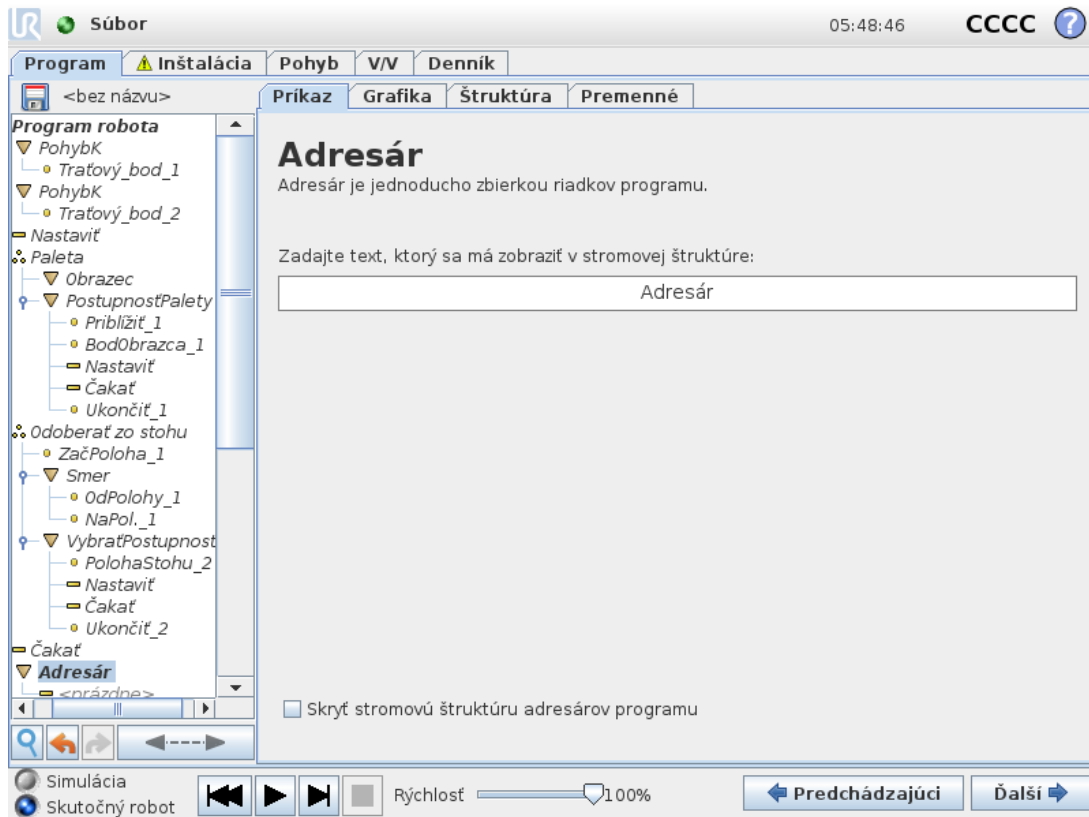 Súbor
05:48:46
CCCC
?
Program
Inštalácia
Pohyb
V/V
Denník
<bez názvu>
Príkaz
Grafika
Štruktúra
Premenné
Program robota
PohybK
Traťový_bod_1
PohybK
Traťový_bod_2
Nastaviť
Paleta
Obrazec
PostupnosťPalety
Priblížiť_1
BodObrazca_1
Nastaviť
Čakať
Ukončiť_1
Odoberať zo stohu
ZačPoloha_1
Smer
OdPolohy_1
NaPol._1
VybraťPostupnost
PolohaStohu_2
Nastaviť
Čakať
Ukončiť_2
Čakať
Adresár
<prázdne>
Adresár
Adresár je jednoducho zbierkou riadkov programu.
Zadajte text, ktorý sa má zobraziť v stromovej štruktúre:
Adresár
Skryť stromovú štruktúru adresárov programu
Simulácia
Skutočný robot
Rýchlosť
100%
Predchádzajúci
Ďalší